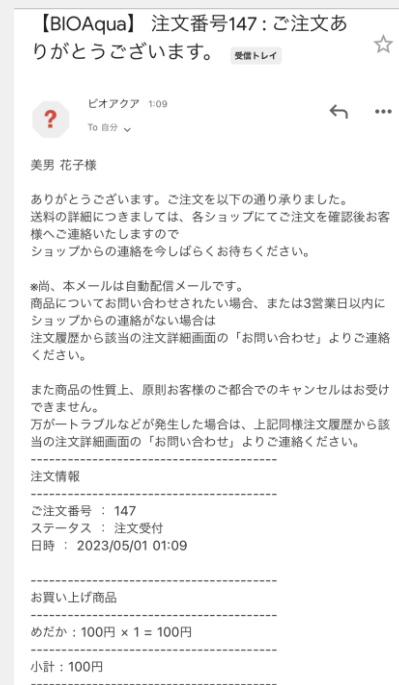 【BIOAqua】 注文番号147 : ご注文あ
りがとうございます。 受信トレイ
ビオアクア 1:09
To 自分
美男 花子様
ありがとうございます。ご注文を以下の通り承りました。
送料の詳細につきましては、各ショップにてご注文を確認後お客
様へご連絡いたしますので
ショップからの連絡を今しばらくお待ちください。
※尚、本メールは自動配信メールです。
商品についてお問い合わせされたい場合、または3営業日以内に
ショップからの連絡がない場合は
注文履歴から該当の注文詳細画面の「お問い合わせ」よりご連絡
ください。
また商品の性質上、原則お客様のご都合でのキャンセルはお受け
できません。
万が一トラブルなどが発生した場合は、上記同様注文履歴から該
当の注文詳細画面の「お問い合わせ」よりご連絡ください。
----------------------------------------
注文情報
----------------------------------------
ご注文番号 : 147
ステータス : 注文受付
日時 : 2023/05/01 01:09
----------------------------------------
お買い上げ商品
----------------------------------------
めだか : 100円 × 1 = 100円
----------------------------------------
小計 : 100円
----------------------------------------